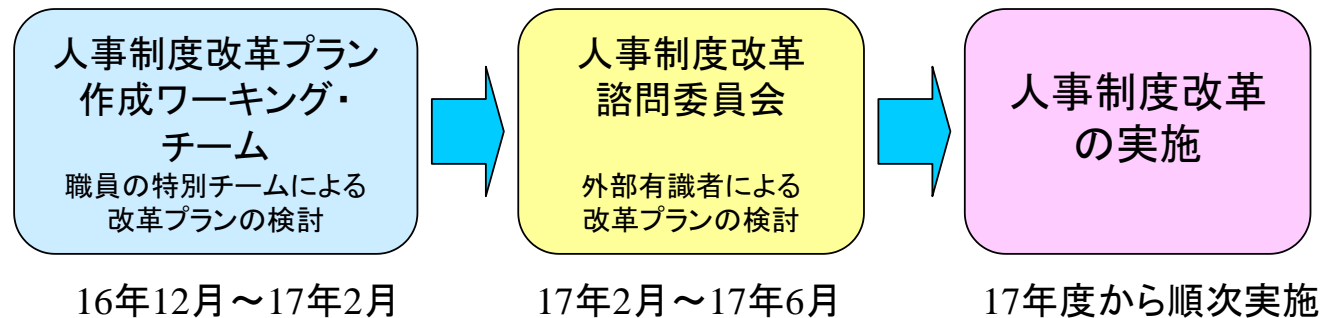 人事制度改革プラン
作成ワーキング・
チーム
職員の特別チームによる
改革プランの検討
16年12月～17年2月
人事制度改革
諮問委員会
外部有識者による
改革プランの検討
17年2月～17年6月
人事制度改革
の実施
17年度から順次実施